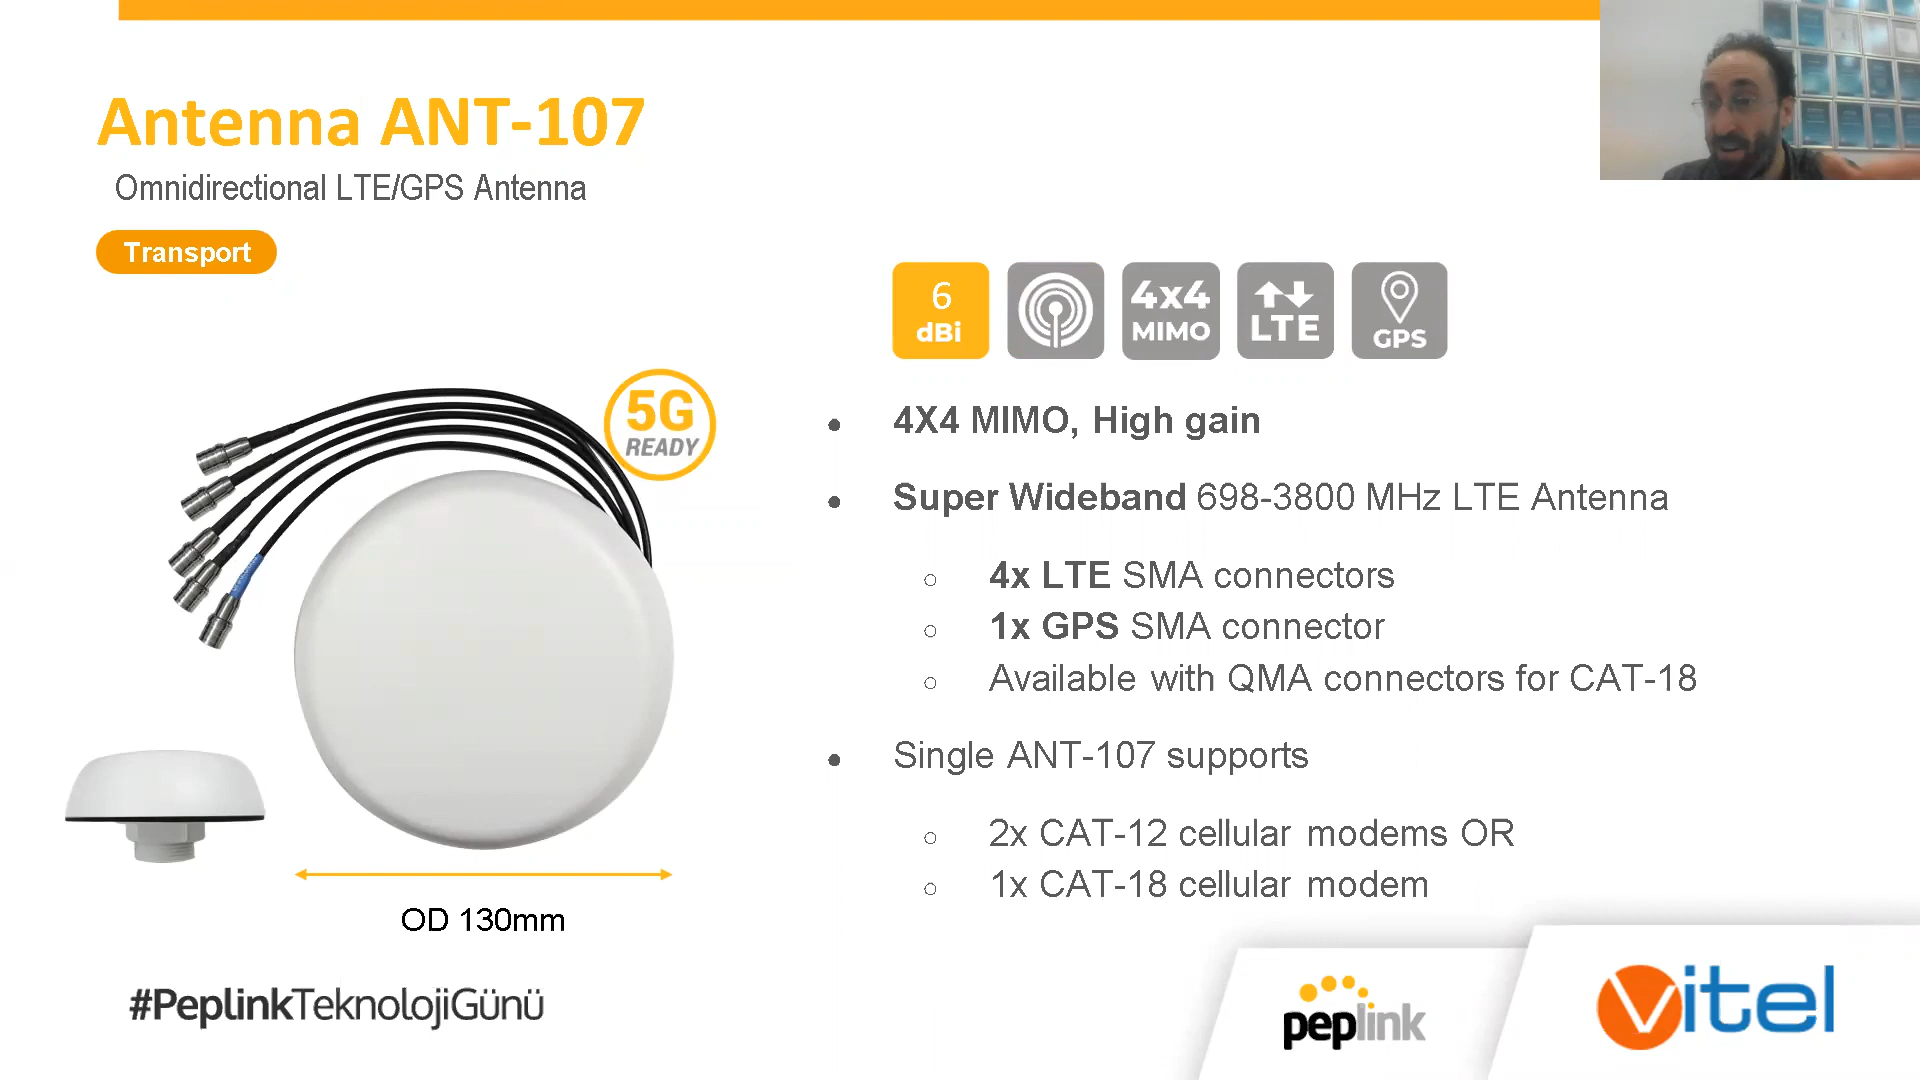 Antenna ANT-107
Omnidirectional LTE/GPS Antenna
Transport
5G
READY
OD 130mm
6
dBi
4x4
MIMO
LTE
GPS
4X4 MIMO, High gain
Super Wideband 698-3800 MHz LTE Antenna
4x LTE SMA connectors
1x GPS SMA connector
Available with QMA connectors for CAT-18
Single ANT-107 supports
2x CAT-12 cellular modems OR
1x CAT-18 cellular modem
#PeplinkTeknolojiGünü
peplink
Vitel